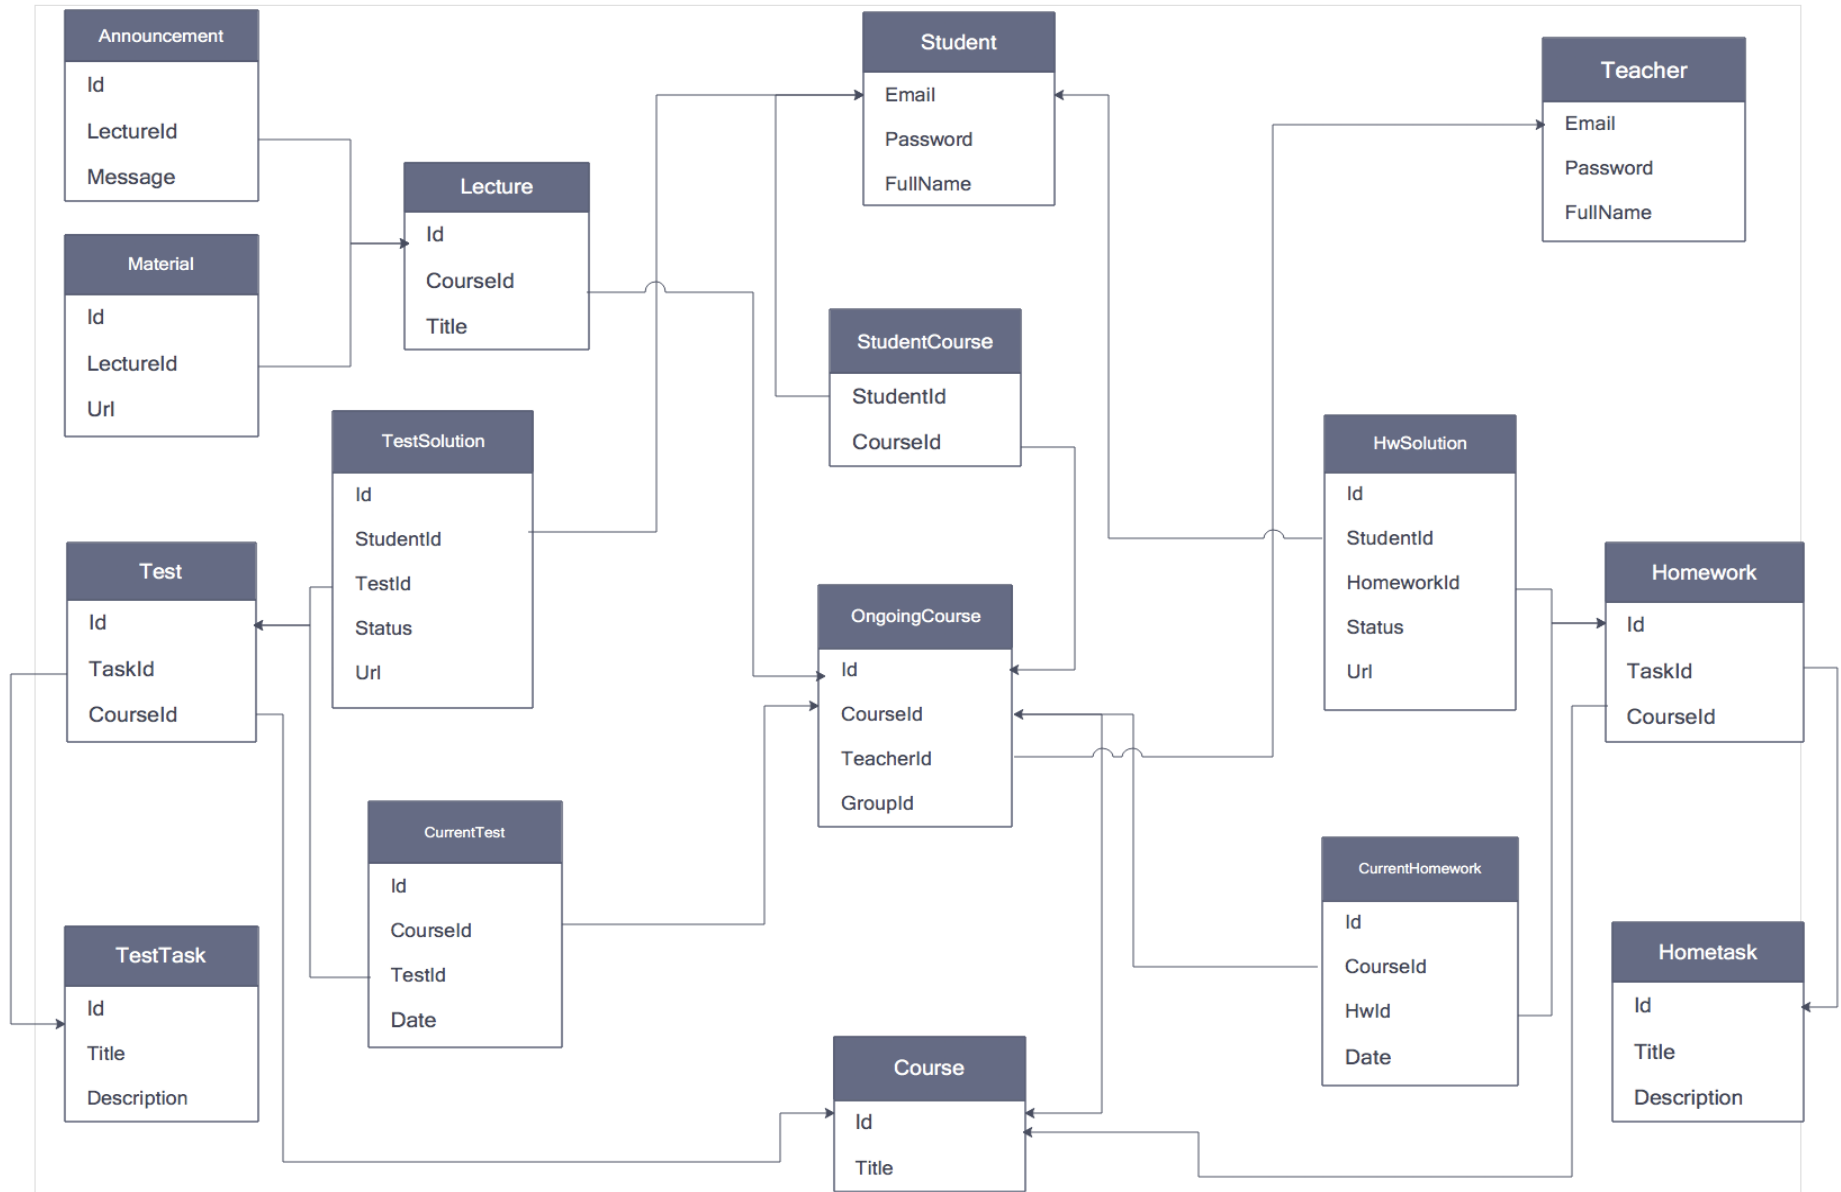 Announcement
Id
LectureId
Message
Material
Id
LectureId
Url
Lecture
Id
CourseId
Title
Student
Email
Password
FullName
Teacher
Email
Password
FullName
StudentCourse
StudentId
CourseId
TestSolution
Id
StudentId
TestId
Status
Url
HwSolution
Id
StudentId
HomeworkId
Status
Url
Test
Id
TaskId
CourseId
OngoingCourse
Id
CourseId
TeacherId
GroupId
Homework
Id
TaskId
CourseId
CurrentTest
Id
CourseId
TestId
Date
CurrentHomework
Id
CourseId
HwId
Date
TestTask
Id
Title
Description
Course
Id
Title
Hometask
Id
Title
Description